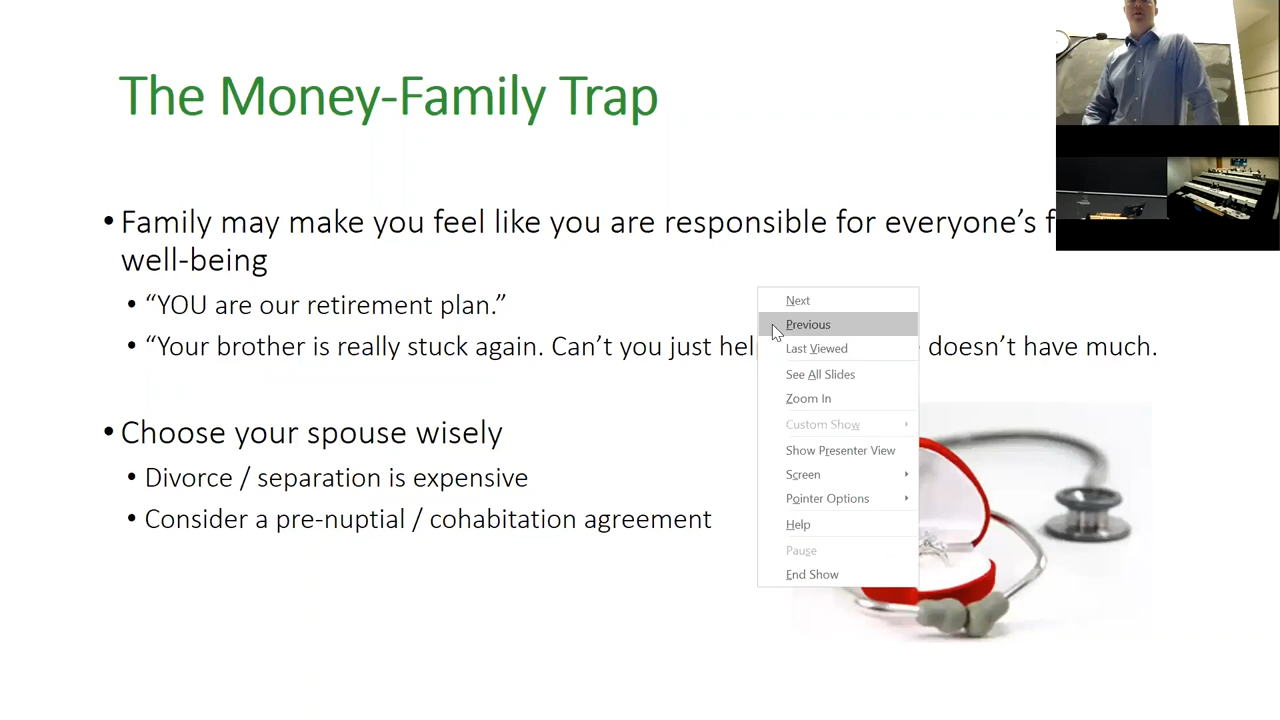 The Money-Family Trap
• Family may make you feel like you are responsible for everyone’s
well-being
• “YOU are our retirement plan.”
• “Your brother is really stuck again. Can’t you just doesn’t have much.
• Choose your spouse wisely
• Divorce / separation is expensive
• Consider a pre-nuptial / cohabitation agreement
Next
Previous
Last Viewed
See All Slides
Zoom In
Custom Show
Show Presenter View
Screen
Pointer Options
Help
Pause
End Show